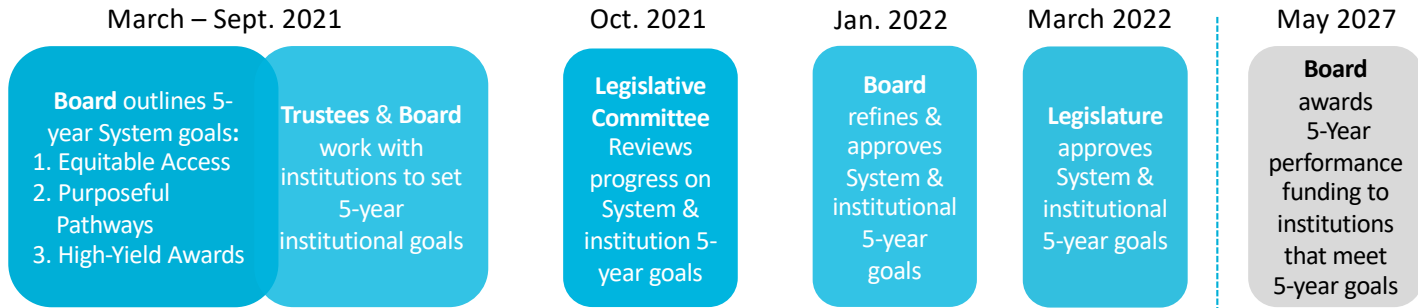 March – Sept. 2021
Board outlines 5-
year System goals:
1. Equitable Access
2. Purposeful
Pathways
3. High-Yield Awards
Trustees & Board
work with
institutions to set
5-year
institutional goals
Oct. 2021
Legislative
Committee
Reviews
progress on
System &
institution 5-
year goals
Jan. 2022
Board
refines &
approves
System &
institutional
5-year
goals
March 2022
Legislature
approves
System &
institutional
5-year goals
May 2027
Board
awards
5-Year
performance
funding to
institutions
that meet
5-year goals